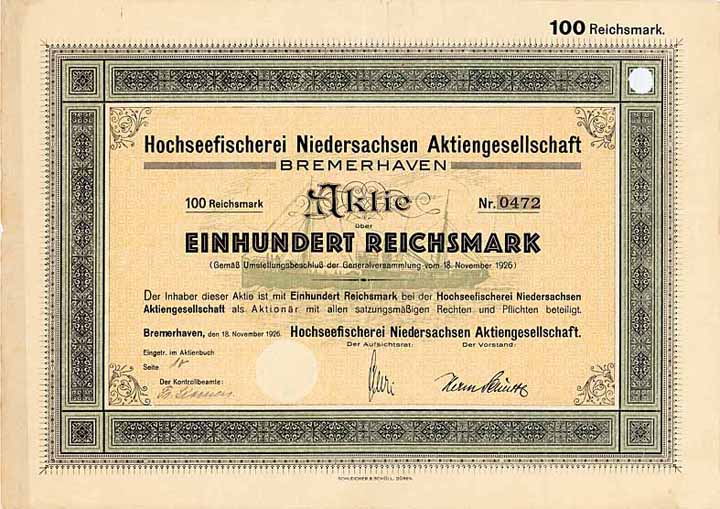 100 Reichsmark.
Hochseefischerei Niedersachsen Aktiengesellschaft
BREMERHAVEN
100 Reichsmark Aktie Nr. 0472
über
EINHUNDERT REICHSMARK
(Gemäß Umstellungsbeschluß der Generalversammlung vom 18. November 1926)
Der Inhaber dieser Aktie ist mit Einhundert Reichsmark bei der Hochseefischerei Niedersachsen
Aktiengesellschaft als Aktionär mit allen satzungsmäßigen Rechten und Pflichten beteiligt.
Bremerhaven, den 18. November 1926. Hochseefischerei Niedersachsen Aktiengesellschaft.
Der Aufsichtsrat: Der Vorstand:
Eingetr. im Aktienbuch
Seite
Der Kontrollbeamte:
SCHLEICHER & SCHÜLL, DÜREN.